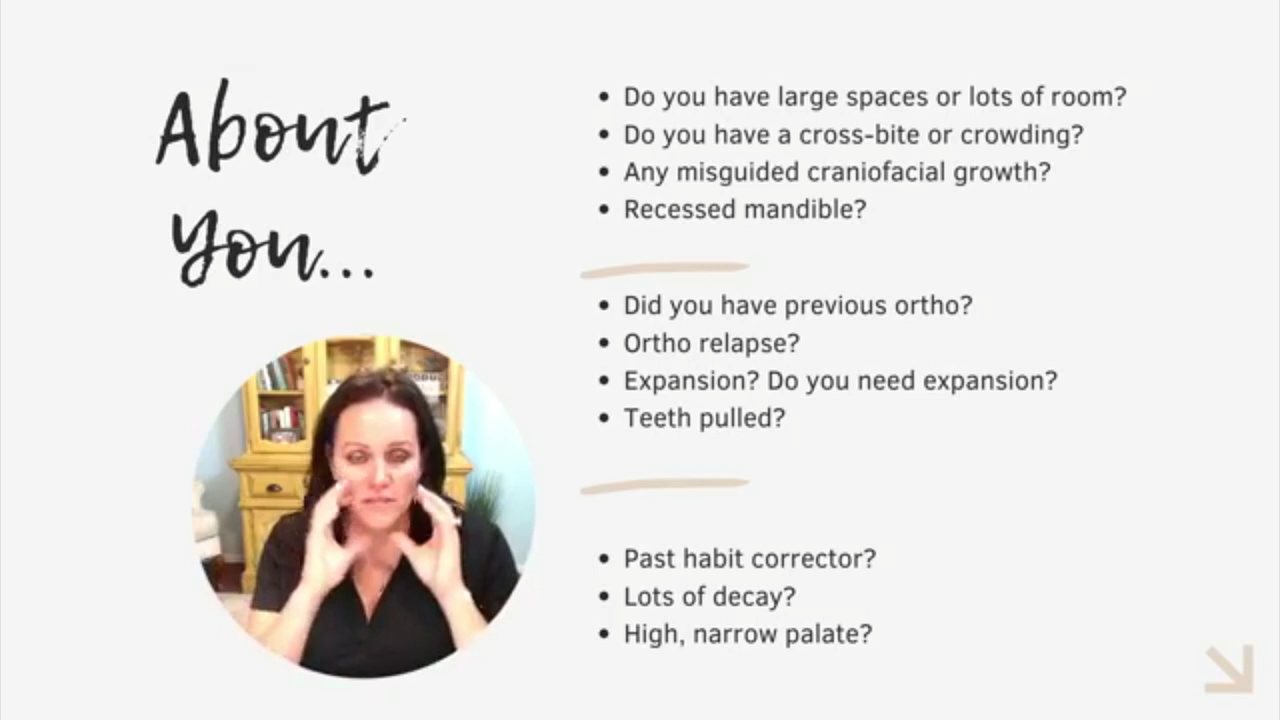 About
You...
Do you have large spaces or lots of room?
Do you have a cross-bite or crowding?
Any misguided craniofacial growth?
Recessed mandible?
Did you have previous ortho?
Ortho relapse?
Expansion? Do you need expansion?
Teeth pulled?
Past habit corrector?
Lots of decay?
High, narrow palate?